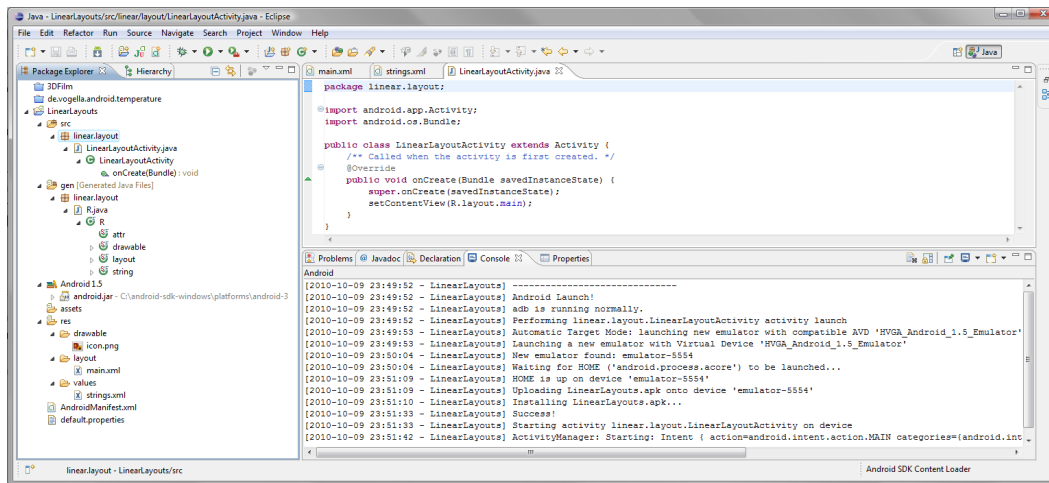 Java - LinearLayouts/src/linear/layout/LinearLayoutActivity.java - Eclipse
File Edit Refactor Run Source Navigate Search Project Window Help
Java
Package Explorer Hierarchy
3DFilm
de.vogella.android.temperature
LinearLayouts
src
linear.layout
LinearLayoutActivity.java
LinearLayoutActivity
onCreate(Bundle) : void
gen [Generated Java Files]
linear.layout
R.java
R
attr
drawable
layout
string
Android 1.5
android.jar - C:\android-sdk-windows\platforms\android-3
assets
res
drawable
icon.png
layout
main.xml
values
strings.xml
AndroidManifest.xml
default.properties
main.xml strings.xml LinearLayoutActivity.java
package linear.layout;
import android.app.Activity;
import android.os.Bundle;
public class LinearLayoutActivity extends Activity {
/** Called when the activity is first created. */
@Override
public void onCreate(Bundle savedInstanceState) {
super.onCreate(savedInstanceState);
setContentView(R.layout.main);
}
}
Problems @ Javadoc Declaration Console Properties
Android
[2010-10-09 23:49:52 - LinearLayouts] ------------------------------
[2010-10-09 23:49:52 - LinearLayouts] Android Launch!
[2010-10-09 23:49:52 - LinearLayouts] adb is running normally.
[2010-10-09 23:49:52 - LinearLayouts] Performing linear.layout.LinearLayoutActivity activity launch
[2010-10-09 23:49:53 - LinearLayouts] Automatic Target Mode: launching new emulator with compatible AVD 'HVGA_Android_1.5_Emulator'
[2010-10-09 23:49:53 - LinearLayouts] Launching a new emulator with Virtual Device 'HVGA_Android_1.5_Emulator'
[2010-10-09 23:50:04 - LinearLayouts] New emulator found: emulator-5554
[2010-10-09 23:50:04 - LinearLayouts] Waiting for HOME ('android.process.acore') to be launched...
[2010-10-09 23:51:09 - LinearLayouts] HOME is up on device 'emulator-5554'
[2010-10-09 23:51:09 - LinearLayouts] Uploading LinearLayouts.apk onto device 'emulator-5554'
[2010-10-09 23:51:10 - LinearLayouts] Installing LinearLayouts.apk...
[2010-10-09 23:51:33 - LinearLayouts] Success!
[2010-10-09 23:51:33 - LinearLayouts] Starting activity linear.layout.LinearLayoutActivity on device
[2010-10-09 23:51:42 - LinearLayouts] ActivityManager: Starting: Intent { action=android.intent.action.MAIN categories={android.int
linear.layout - LinearLayouts/src
Android SDK Content Loader